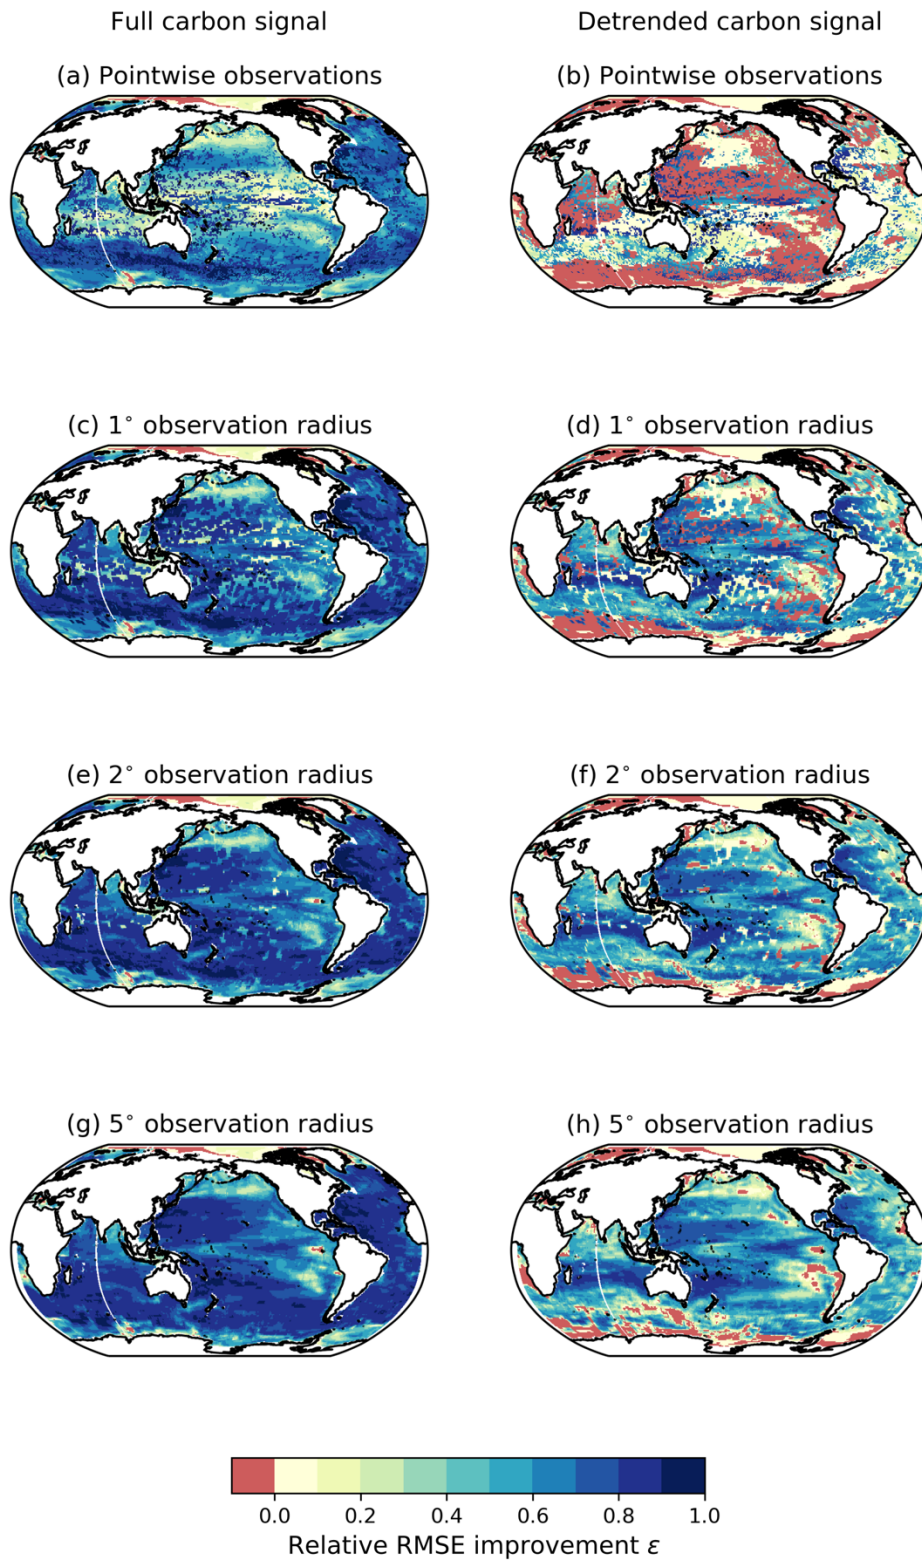 Full carbon signal
Detrended carbon signal
(a) Pointwise observations
(b) Pointwise observations
(c) 1° observation radius
(d) 1° observation radius
(e) 2° observation radius
(f) 2° observation radius
(g) 5° observation radius
(h) 5° observation radius
0.0 0.2 0.4 0.6 0.8 1.0
Relative RMSE improvement ε